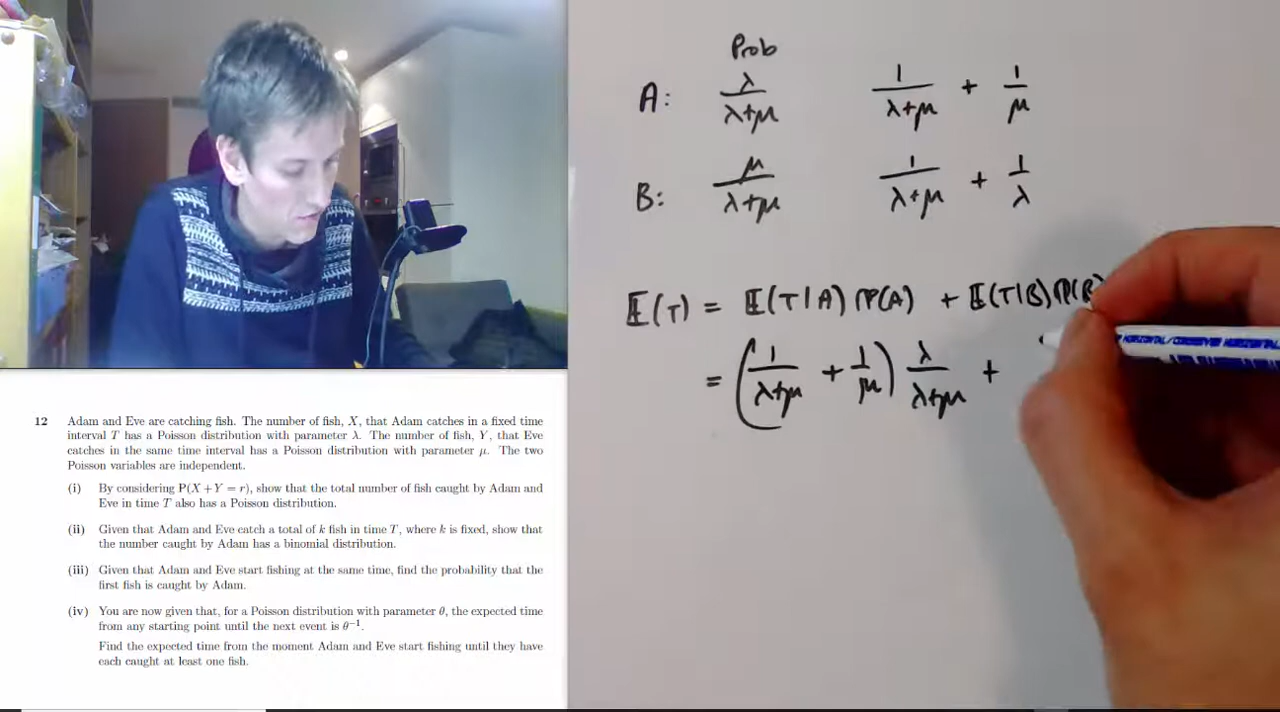 Prob
A: λ/(λ+μ) 1/(λ+μ) + 1/μ
B: μ/(λ+μ) 1/(λ+μ) + 1/λ
𝔼(T) = 𝔼(T|A)ℙ(A) + 𝔼(T|B)ℙ(B)
= (1/(λ+μ) + 1/μ) λ/(λ+μ) +
12 Adam and Eve are catching fish. The number of fish, X, that Adam catches in a fixed time
interval T has a Poisson distribution with parameter λ. The number of fish, Y, that Eve
catches in the same time interval has a Poisson distribution with parameter μ. The two
Poisson variables are independent.
(i) By considering P(X + Y = r), show that the total number of fish caught by Adam and
Eve in time T also has a Poisson distribution.
(ii) Given that Adam and Eve catch a total of k fish in time T, where k is fixed, show that
the number caught by Adam has a binomial distribution.
(iii) Given that Adam and Eve start fishing at the same time, find the probability that the
first fish is caught by Adam.
(iv) You are now given that, for a Poisson distribution with parameter θ, the expected time
from any starting point until the next event is θ⁻¹.
Find the expected time from the moment Adam and Eve start fishing until they have
each caught at least one fish.